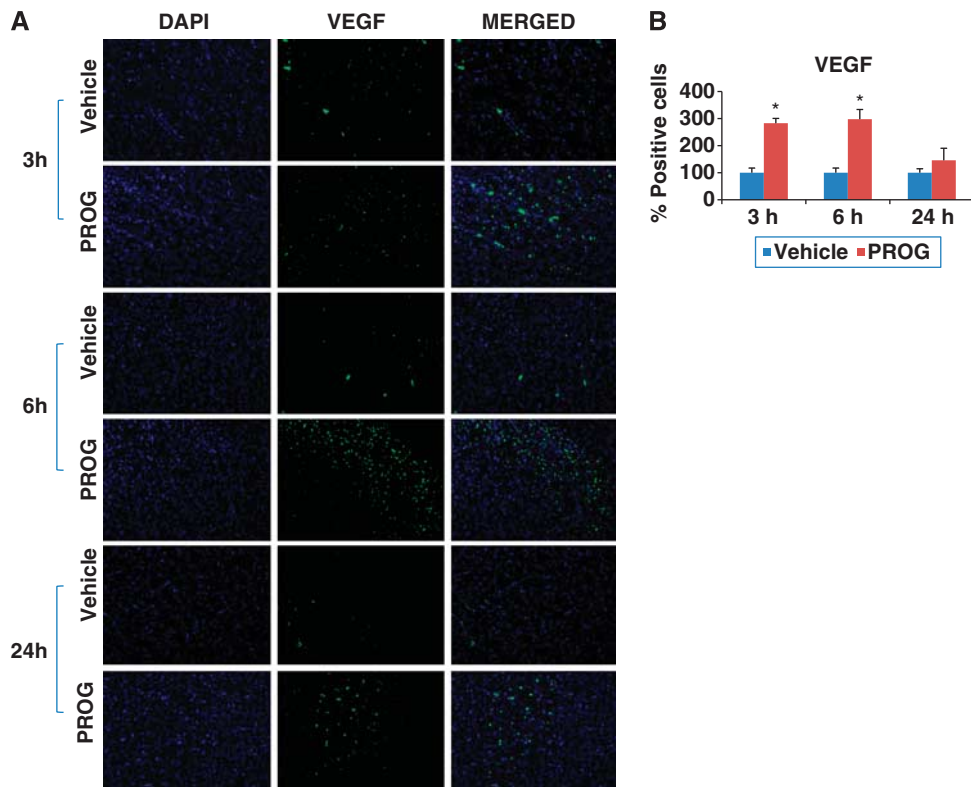 A
DAPI VEGF MERGED
3h
Vehicle
PROG
6h
Vehicle
PROG
24h
Vehicle
PROG
B
VEGF
% Positive cells
400
300
200
100
0
* *
3 h 6 h 24 h
Vehicle PROG